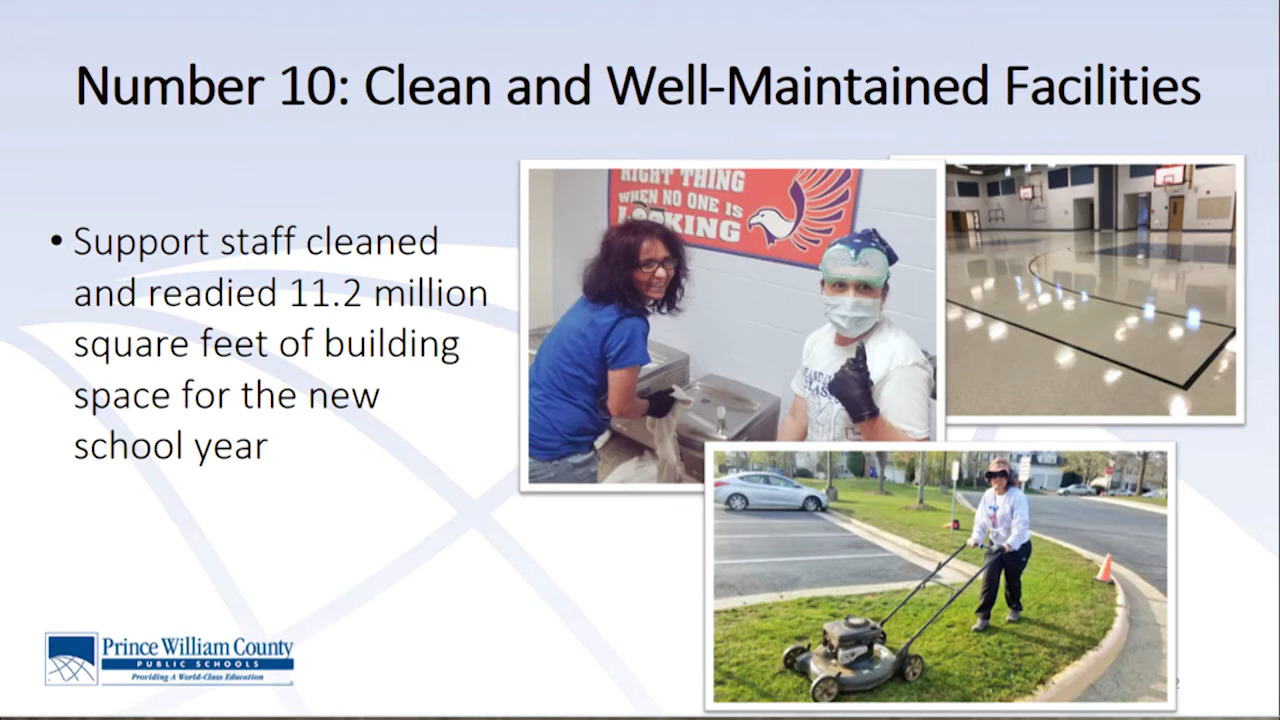 Number 10: Clean and Well-Maintained Facilities
• Support staff cleaned
and readied 11.2 million
square feet of building
space for the new
school year
RIGHT THING
WHEN NO ONE IS
LOOKING
Prince William County
PUBLIC SCHOOLS
Providing A World-Class Education